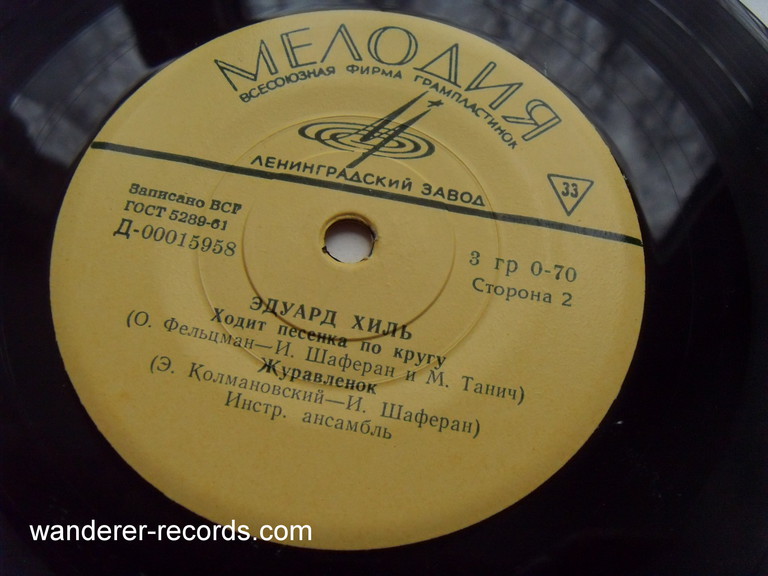 МЕЛОДИЯ
ВСЕСОЮЗНАЯ ФИРМА ГРАМПЛАСТИНОК
ЛЕНИНГРАДСКИЙ ЗАВОД
33
Записано ВСГ
ГОСТ 5289-61
Д-00015958
3 гр 0-70
Сторона 2
ЭДУАРД ХИЛЬ
Ходит песенка по кругу
(О. Фельцман—И. Шаферан и М. Танич)
Журавленок
(Э. Колмановский—И. Шаферан)
Инстр. ансамбль
wanderer-records.com